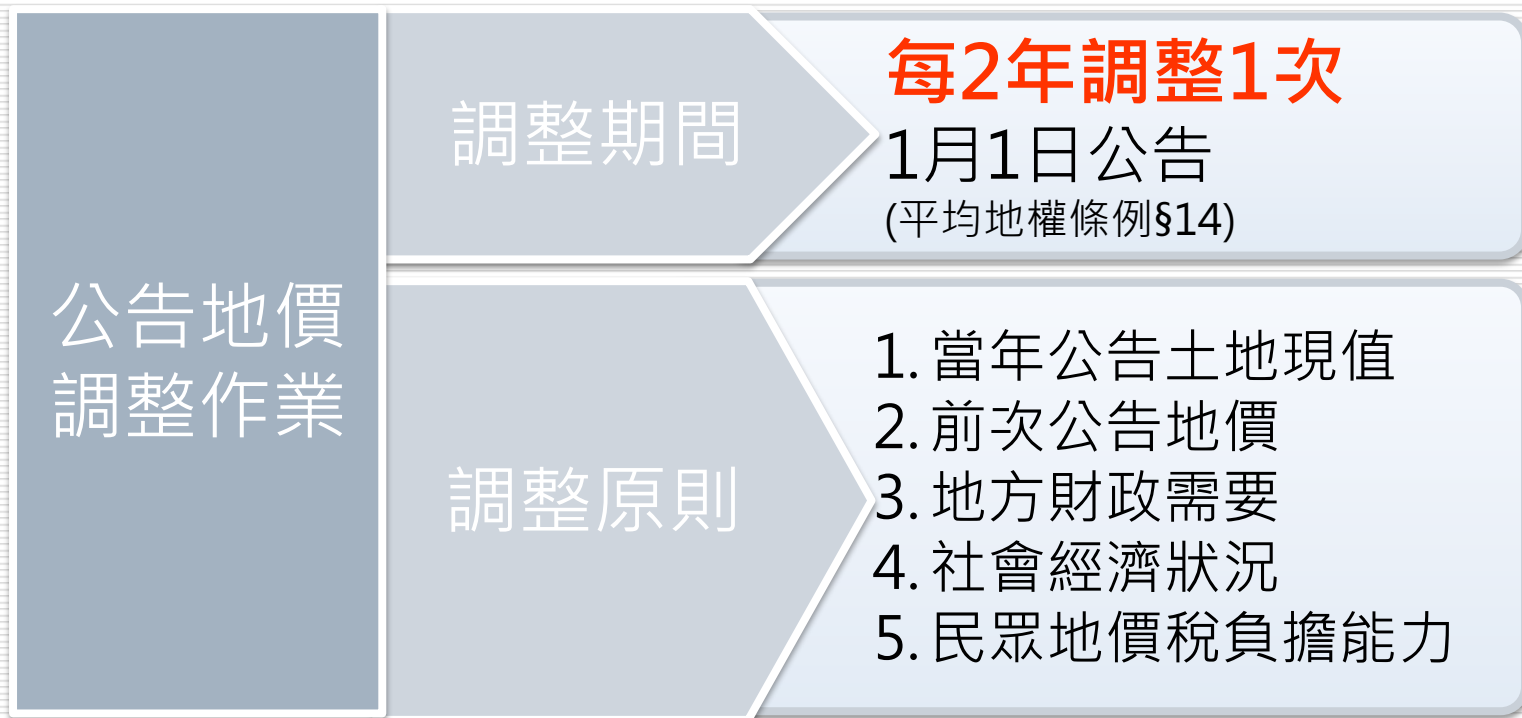 公告地價
調整作業
調整期間
每2年調整1次
1月1日公告
(平均地權條例§14)
調整原則
1. 當年公告土地現值
2. 前次公告地價
3. 地方財政需要
4. 社會經濟狀況
5. 民眾地價稅負擔能力